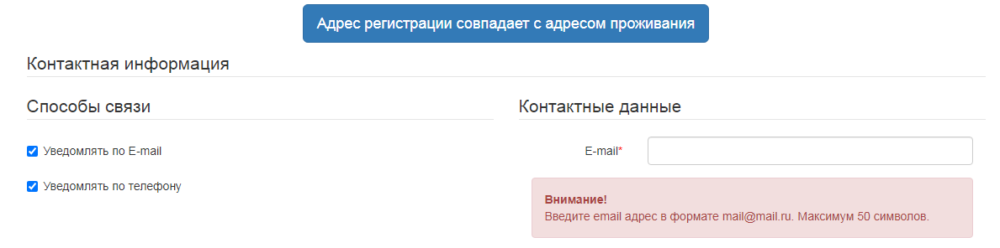 Адрес регистрации совпадает с адресом проживания
Контактная информация
Способы связи
Уведомлять по E-mail
Уведомлять по телефону
Контактные данные
E-mail*
Внимание!
Введите email адрес в формате mail@mail.ru. Максимум 50 символов.